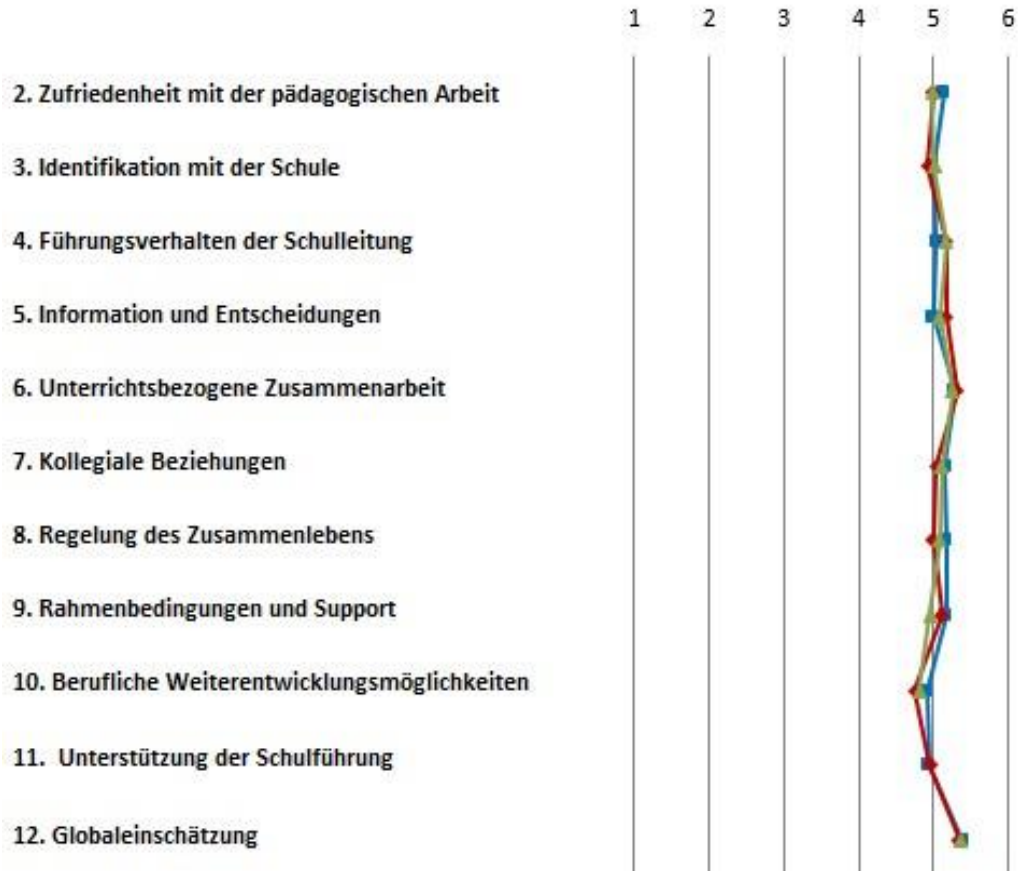 1 2 3 4 5 6
2. Zufriedenheit mit der pädagogischen Arbeit
3. Identifikation mit der Schule
4. Führungsverhalten der Schulleitung
5. Information und Entscheidungen
6. Unterrichtsbezogene Zusammenarbeit
7. Kollegiale Beziehungen
8. Regelung des Zusammenlebens
9. Rahmenbedingungen und Support
10. Berufliche Weiterentwicklungsmöglichkeiten
11. Unterstützung der Schulführung
12. Globaleinschätzung